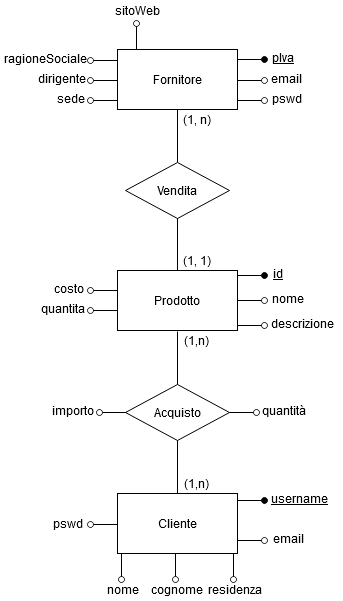 sitoWeb
ragioneSociale
dirigente
sede
Fornitore
pIva
email
pswd
(1, n)
Vendita
(1, 1)
costo
quantita
Prodotto
id
nome
descrizione
(1,n)
importo
Acquisto
quantità
(1,n)
pswd
Cliente
username
email
nome
cognome
residenza